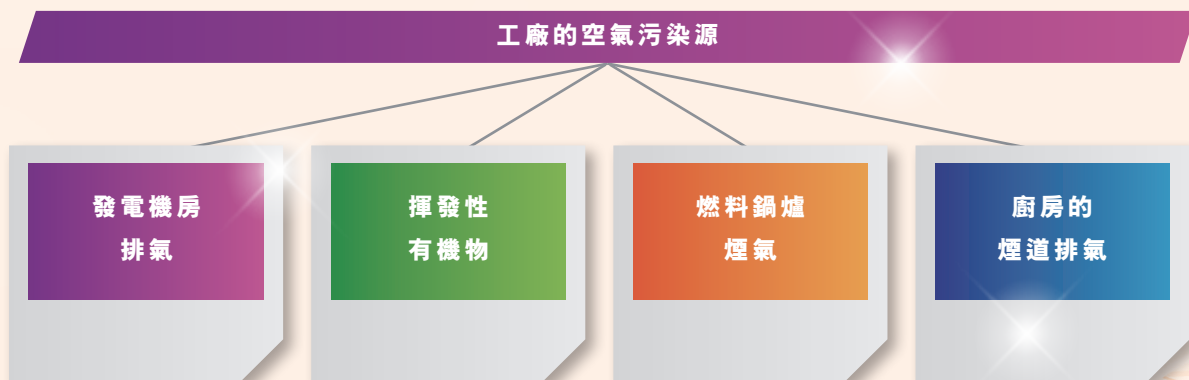 工廠的空氣污染源
發電機房
排氣
揮發性
有機物
燃料鍋爐
煙氣
廚房的
煙道排氣